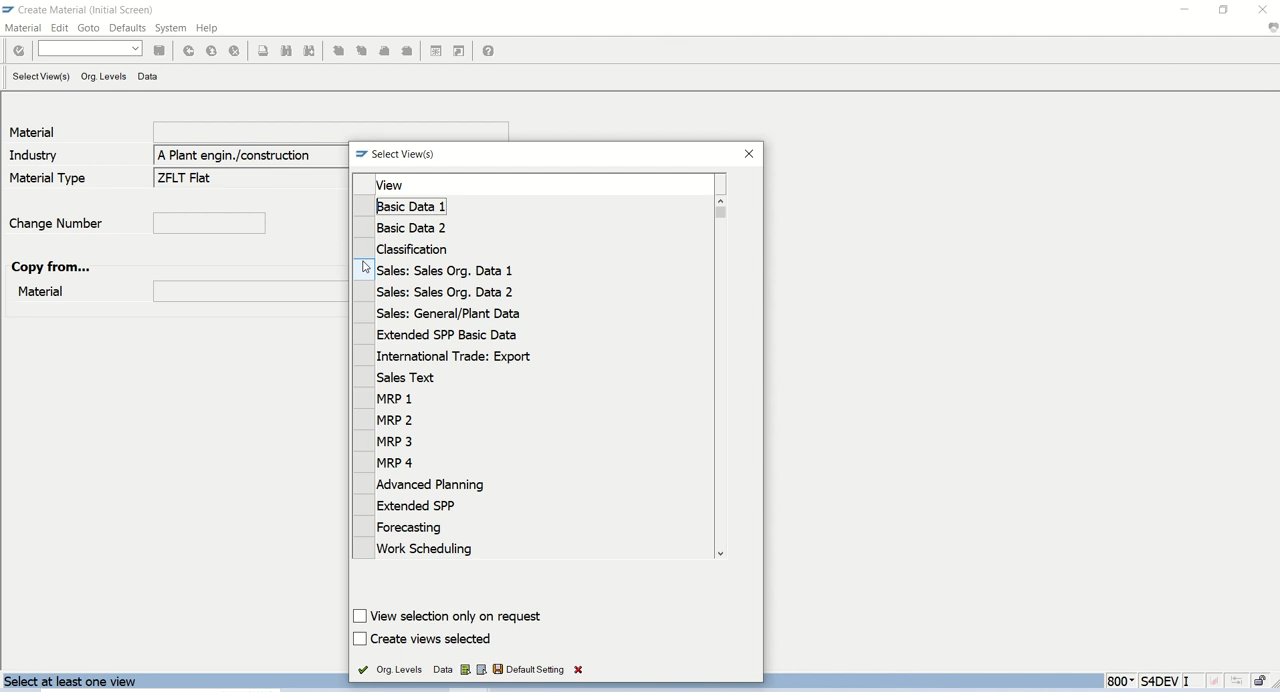 Create Material (Initial Screen)
Material Edit Goto Defaults System Help
Select View(s) Org. Levels Data
Material
Industry A Plant engin./construction
Material Type ZFLT Flat
Change Number
Copy from...
Material
Select View(s)
View
Basic Data 1
Basic Data 2
Classification
Sales: Sales Org. Data 1
Sales: Sales Org. Data 2
Sales: General/Plant Data
Extended SPP Basic Data
International Trade: Export
Sales Text
MRP 1
MRP 2
MRP 3
MRP 4
Advanced Planning
Extended SPP
Forecasting
Work Scheduling
View selection only on request
Create views selected
Org. Levels Data Default Setting
Select at least one view 800 S4DEV I